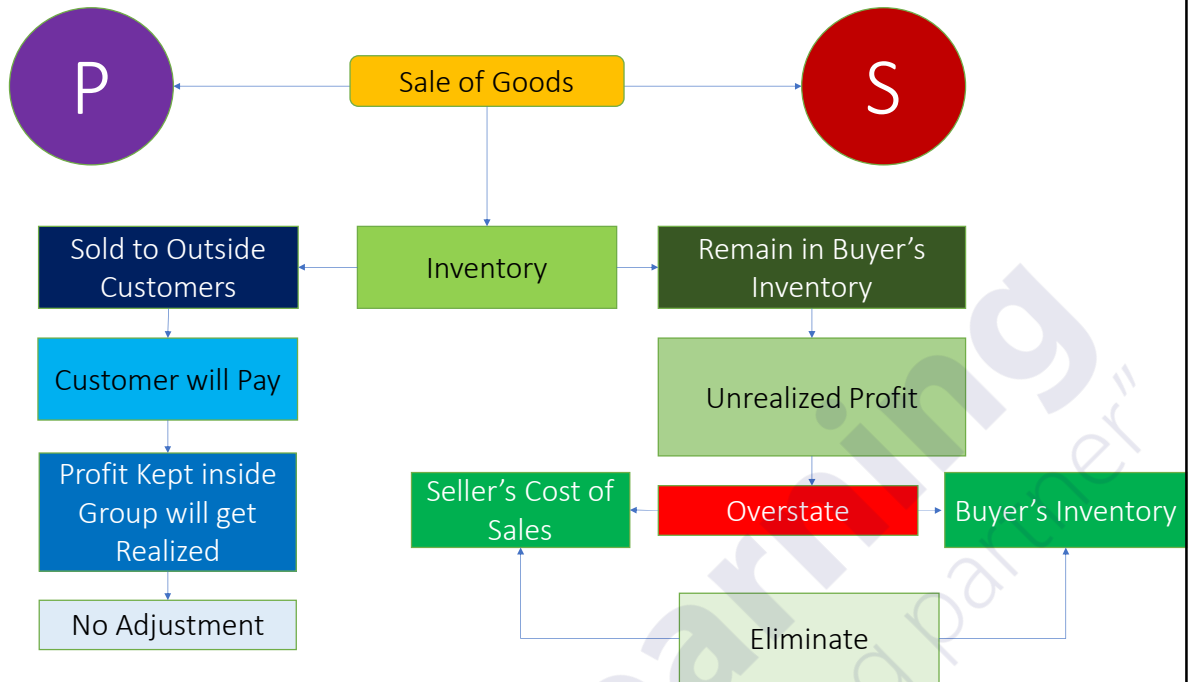 P
Sale of Goods
S
Sold to Outside
Customers
Inventory
Remain in Buyer's
Inventory
Customer will Pay
Unrealized Profit
Profit Kept inside
Group will get
Realized
Seller's Cost of
Sales
Overstate
Buyer's Inventory
No Adjustment
Eliminate
partner"